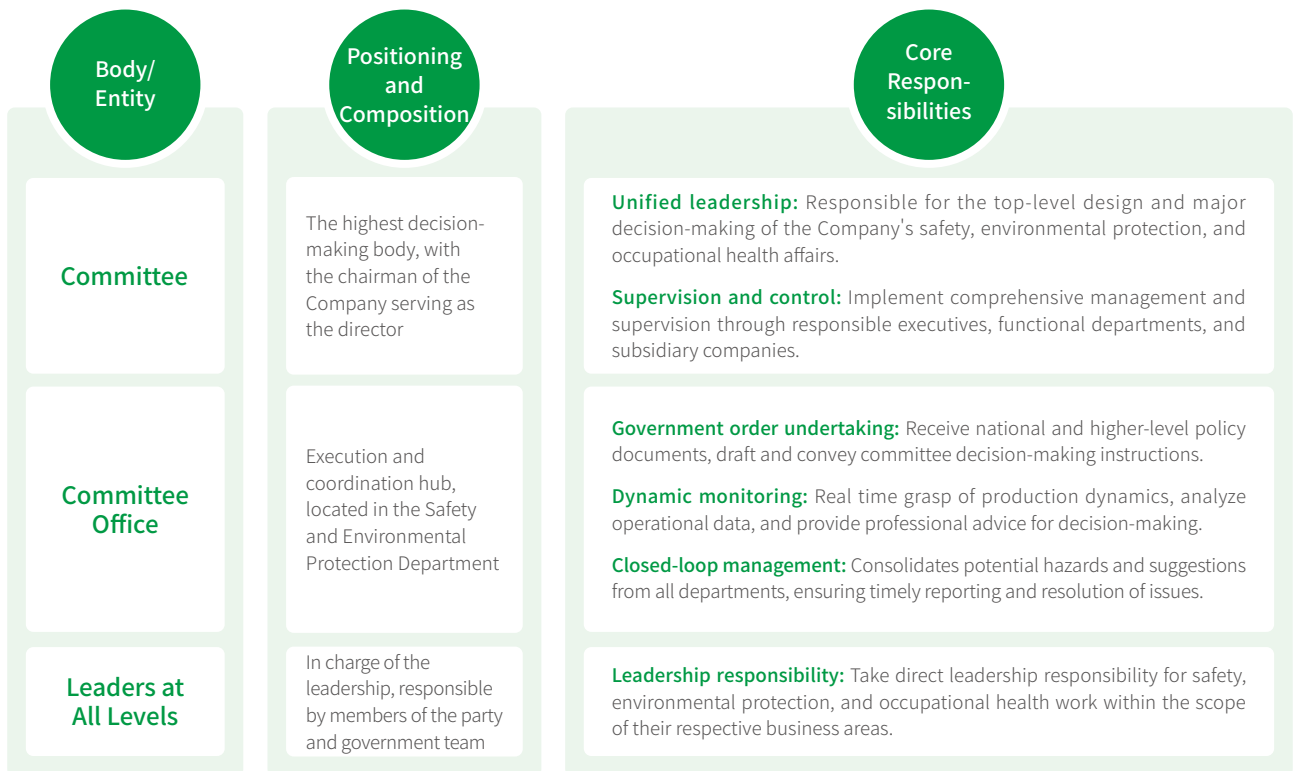 Body/
Entity
Positioning
and
Composition
Core
Respon-
sibilities
Committee
The highest decision-
making body, with
the chairman of the
Company serving as
the director
Unified leadership: Responsible for the top-level design and major
decision-making of the Company's safety, environmental protection, and
occupational health affairs.
Supervision and control: Implement comprehensive management and
supervision through responsible executives, functional departments, and
subsidiary companies.
Committee
Office
Execution and
coordination hub,
located in the Safety
and Environmental
Protection Department
Government order undertaking: Receive national and higher-level policy
documents, draft and convey committee decision-making instructions.
Dynamic monitoring: Real time grasp of production dynamics, analyze
operational data, and provide professional advice for decision-making.
Closed-loop management: Consolidates potential hazards and suggestions
from all departments, ensuring timely reporting and resolution of issues.
Leaders at
All Levels
In charge of the
leadership, responsible
by members of the party
and government team
Leadership responsibility: Take direct leadership responsibility for safety,
environmental protection, and occupational health work within the scope
of their respective business areas.